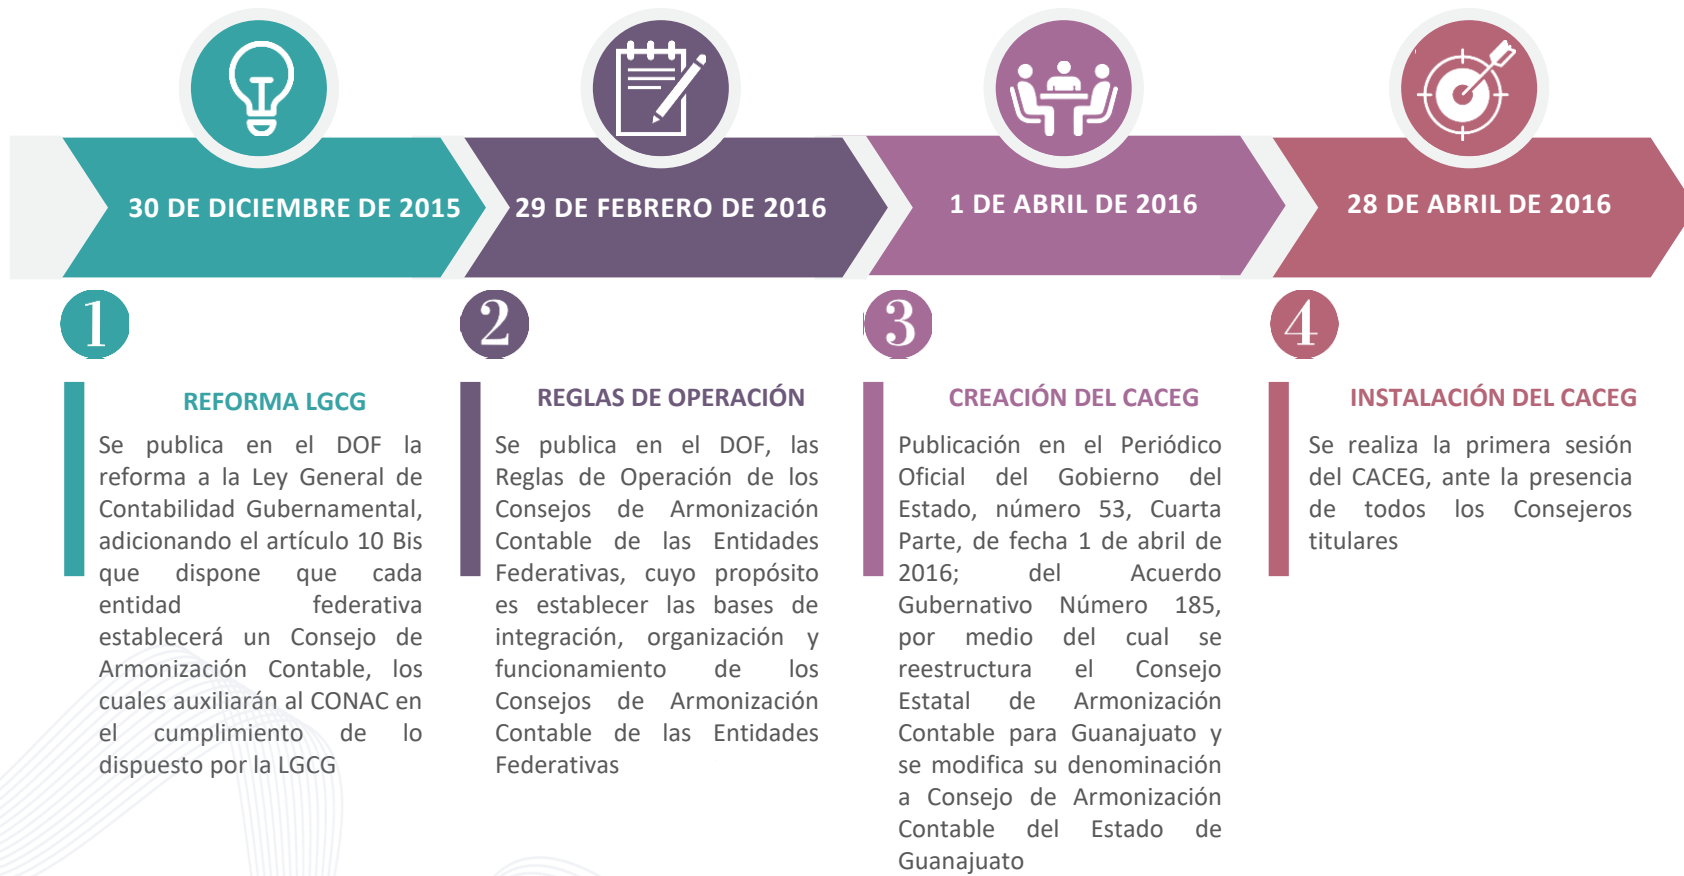 30 DE DICIEMBRE DE 2015
29 DE FEBRERO DE 2016
1 DE ABRIL DE 2016
28 DE ABRIL DE 2016
1
REFORMA LGCG
Se publica en el DOF la
reforma a la Ley General de
Contabilidad Gubernamental,
adicionando el artículo 10 Bis
que dispone que cada
entidad federativa
establecerá un Consejo de
Armonización Contable, los
cuales auxiliarán al CONAC en
el cumplimiento de lo
dispuesto por la LGCG
2
REGLAS DE OPERACIÓN
Se publica en el DOF, las
Reglas de Operación de los
Consejos de Armonización
Contable de las Entidades
Federativas, cuyo propósito
es establecer las bases de
integración, organización y
funcionamiento de los
Consejos de Armonización
Contable de las Entidades
Federativas
3
CREACIÓN DEL CACEG
Publicación en el Periódico
Oficial del Gobierno del
Estado, número 53, Cuarta
Parte, de fecha 1 de abril de
2016; del Acuerdo
Gubernativo Número 185,
por medio del cual se
reestructura el Consejo
Estatal de Armonización
Contable para Guanajuato y
se modifica su denominación
a Consejo de Armonización
Contable del Estado de
Guanajuato
4
INSTALACIÓN DEL CACEG
Se realiza la primera sesión
del CACEG, ante la presencia
de todos los Consejeros
titulares